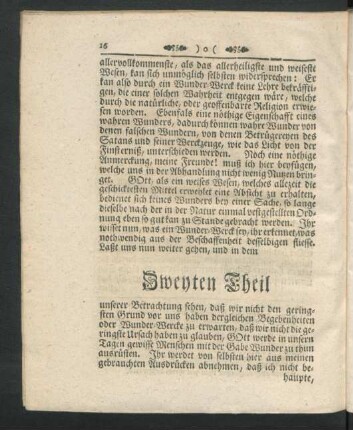 16 ) o (
allervollkommenste, als das allerheiligste und weiseste
Wesen, kan sich unmöglich selbsten widersprechen: Er
kan also durch ein Wunder-Werck keine Lehre bekräffti-
gen, die einer solchen Wahrheit entgegen wäre, welche
durch die natürliche, oder geoffenbarte Religion erwie-
sen worden. Ebenfals eine nöthige Eigenschafft eines
wahren Wunders, dadurch können wahre Wunder von
denen falschen Wundern, von denen Betrügereyen des
Satans und seiner Werckzeuge, wie das Licht von der
Finsterniß, unterschieden werden. Noch eine nöthige
Anmerckung, meine Freunde! muß ich hier beyfügen,
welche uns in der Abhandlung nicht wenig Nutzen brin-
get. GOtt, als ein weises Wesen, welches allezeit die
geschicktesten Mittel erwehlet eine Absicht zu erhalten,
bedienet sich keines Wunders bey einer Sache, so lange
dieselbe nach der in der Natur einmal vestgestellten Ord-
nung eben so gut kan zu Stande gebracht werden. Ihr
wisset nun, was ein Wunder-Werck sey, ihr erkennet, was
nothwendig aus der Beschaffenheit desselbigen fliesse.
Laßt uns nun weiter gehen, und in dem
Zweyten Theil
unserer Betrachtung sehen, daß wir nicht den gering-
sten Grund vor uns haben dergleichen Begebenheiten
oder Wunder-Wercke zu erwarten, daß wir nicht die ge-
ringste Ursach haben zu glauben, GOtt werde in unsern
Tagen gewisse Menschen mit der Gabe Wunder zu thun
ausrüsten. Ihr werdet von selbsten hier aus meinen
gebrauchten Ausdrücken abnehmen, daß ich nicht be-
haupte,